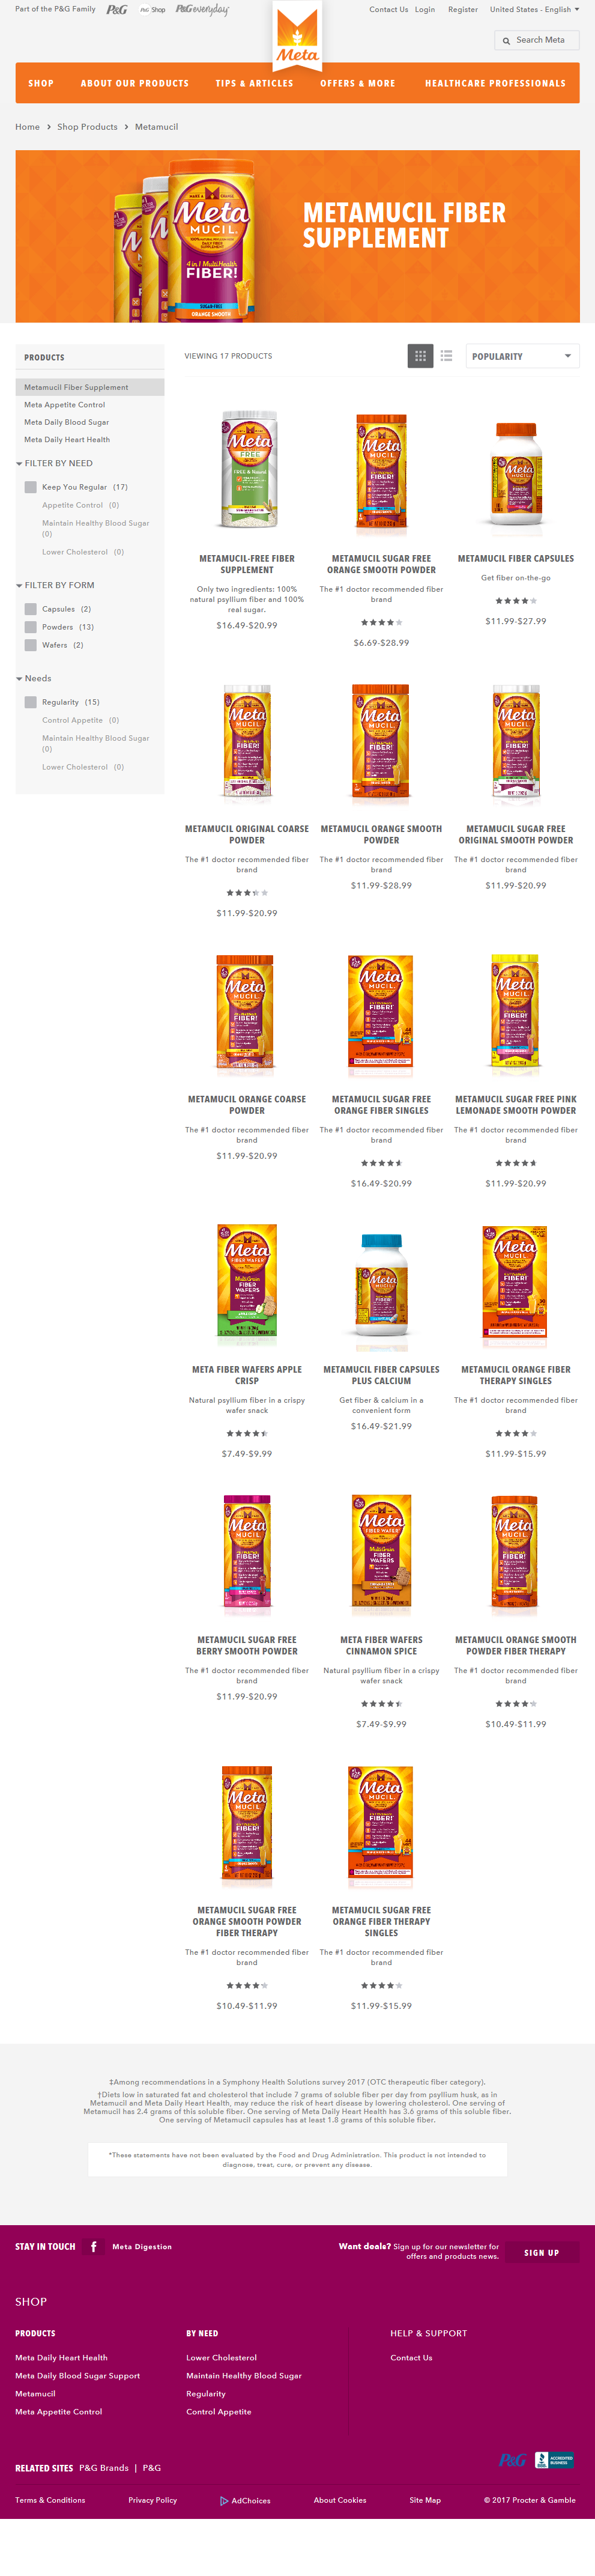 Part of the P&G Family P&G P&G Shop P&G everyday
Contact Us Login Register United States - English
Meta
Search Meta
SHOP ABOUT OUR PRODUCTS TIPS & ARTICLES OFFERS & MORE HEALTHCARE PROFESSIONALS
Home > Shop Products > Metamucil
Meta
MUCIL
FIBER!
4 in 1 MultiHealth
SUGAR-FREE
ORANGE SMOOTH
METAMUCIL FIBER
SUPPLEMENT
PRODUCTS
Metamucil Fiber Supplement
Meta Appetite Control
Meta Daily Blood Sugar
Meta Daily Heart Health
FILTER BY NEED
Keep You Regular (17)
Appetite Control (0)
Maintain Healthy Blood Sugar
(0)
Lower Cholesterol (0)
FILTER BY FORM
Capsules (2)
Powders (13)
Wafers (2)
Needs
Regularity (15)
Control Appetite (0)
Maintain Healthy Blood Sugar
(0)
Lower Cholesterol (0)
VIEWING 17 PRODUCTS
POPULARITY
METAMUCIL-FREE FIBER
SUPPLEMENT
Only two ingredients: 100%
natural psyllium fiber and 100%
real sugar.
$16.49-$20.99
METAMUCIL SUGAR FREE
ORANGE SMOOTH POWDER
The #1 doctor recommended fiber
brand
$6.69-$28.99
METAMUCIL FIBER CAPSULES
Get fiber on-the-go
$11.99-$27.99
METAMUCIL ORIGINAL COARSE
POWDER
The #1 doctor recommended fiber
brand
$11.99-$20.99
METAMUCIL ORANGE SMOOTH
POWDER
The #1 doctor recommended fiber
brand
$11.99-$28.99
METAMUCIL SUGAR FREE
ORIGINAL SMOOTH POWDER
The #1 doctor recommended fiber
brand
$11.99-$20.99
METAMUCIL ORANGE COARSE
POWDER
The #1 doctor recommended fiber
brand
$11.99-$20.99
METAMUCIL SUGAR FREE
ORANGE FIBER SINGLES
The #1 doctor recommended fiber
brand
$16.49-$20.99
METAMUCIL SUGAR FREE PINK
LEMONADE SMOOTH POWDER
The #1 doctor recommended fiber
brand
$11.99-$20.99
META FIBER WAFERS APPLE
CRISP
Natural psyllium fiber in a crispy
wafer snack
$7.49-$9.99
METAMUCIL FIBER CAPSULES
PLUS CALCIUM
Get fiber & calcium in a
convenient form
$16.49-$21.99
METAMUCIL ORANGE FIBER
THERAPY SINGLES
The #1 doctor recommended fiber
brand
$11.99-$15.99
METAMUCIL SUGAR FREE
BERRY SMOOTH POWDER
The #1 doctor recommended fiber
brand
$11.99-$20.99
META FIBER WAFERS
CINNAMON SPICE
Natural psyllium fiber in a crispy
wafer snack
$7.49-$9.99
METAMUCIL ORANGE SMOOTH
POWDER FIBER THERAPY
The #1 doctor recommended fiber
brand
$10.49-$11.99
METAMUCIL SUGAR FREE
ORANGE SMOOTH POWDER
FIBER THERAPY
The #1 doctor recommended fiber
brand
$10.49-$11.99
METAMUCIL SUGAR FREE
ORANGE FIBER THERAPY
SINGLES
The #1 doctor recommended fiber
brand
$11.99-$15.99
‡Among recommendations in a Symphony Health Solutions survey 2017 (OTC therapeutic fiber category).
†Diets low in saturated fat and cholesterol that include 7 grams of soluble fiber per day from psyllium husk, as in
Metamucil and Meta Daily Heart Health, may reduce the risk of heart disease by lowering cholesterol. One serving of
Metamucil has 2.4 grams of this soluble fiber. One serving of Meta Daily Heart Health has 3.6 grams of this soluble fiber.
One serving of Metamucil capsules has at least 1.8 grams of this soluble fiber.
*These statements have not been evaluated by the Food and Drug Administration. This product is not intended to
diagnose, treat, cure, or prevent any disease.
STAY IN TOUCH f Meta Digestion
Want deals? Sign up for our newsletter for
offers and products news.
SIGN UP
SHOP
PRODUCTS
Meta Daily Heart Health
Meta Daily Blood Sugar Support
Metamucil
Meta Appetite Control
BY NEED
Lower Cholesterol
Maintain Healthy Blood Sugar
Regularity
Control Appetite
HELP & SUPPORT
Contact Us
P&G
BBB ACCREDITED
BUSINESS
RELATED SITES P&G Brands | P&G
Terms & Conditions Privacy Policy AdChoices About Cookies Site Map © 2017 Procter & Gamble